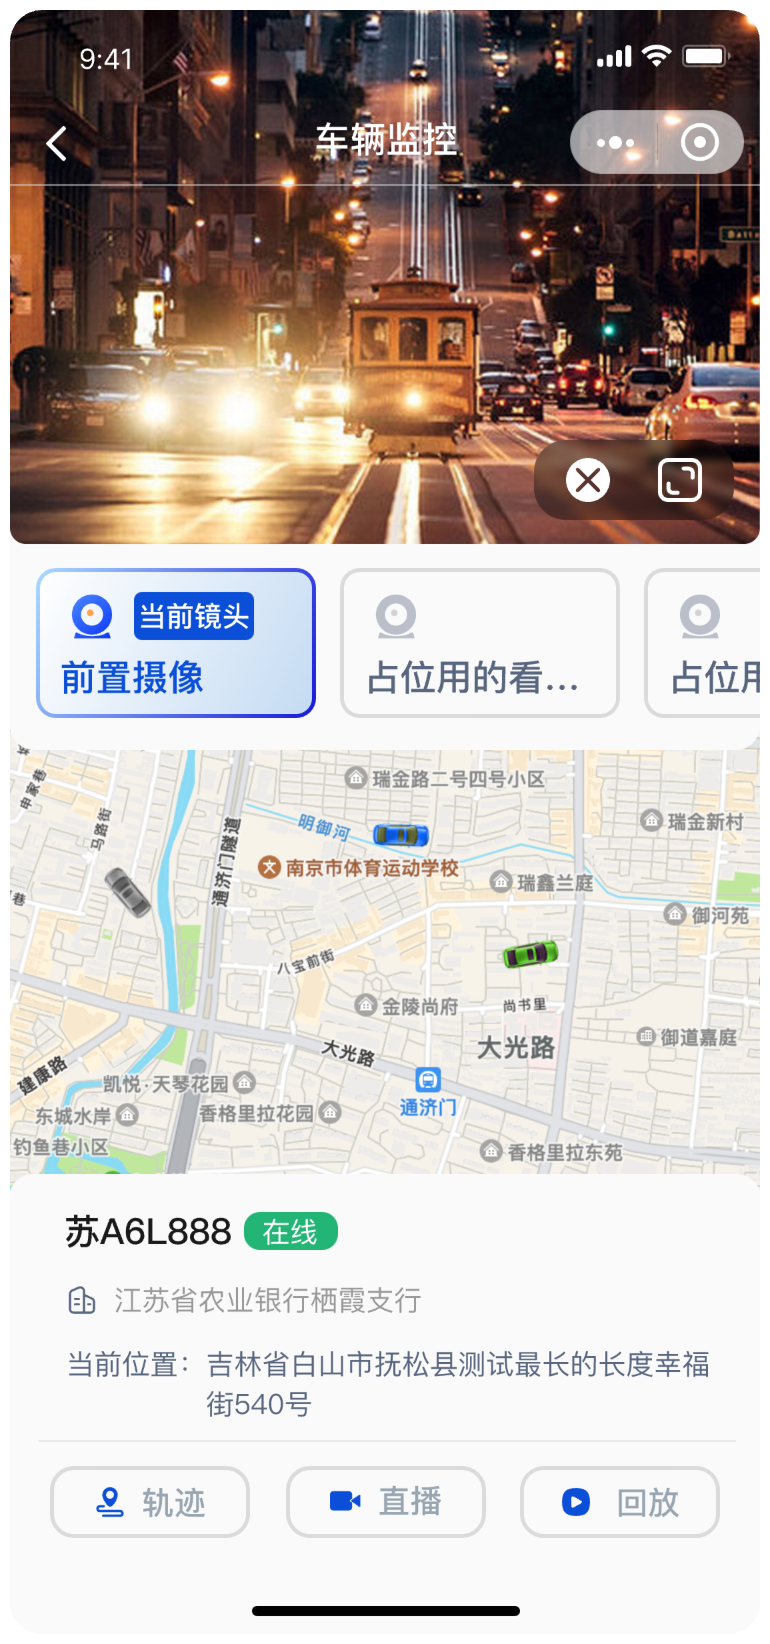 9:41
车辆监控
当前镜头
前置摄像
占位用的看...
占位用
申家巷
马路街
通济门隧道
瑞金路二号四号小区
明御河
南京市体育运动学校
瑞金新村
瑞鑫兰庭
御河苑
巷
八宝前街
金陵尚府
尚书里
大光路
大光路
御道嘉庭
建康路
凯悦·天琴花园
通济门
东城水岸
香格里拉花园
钓鱼巷小区
香格里拉东苑
苏A6L888
在线
江苏省农业银行栖霞支行
当前位置：吉林省白山市抚松县测试最长的长度幸福
街540号
轨迹
直播
回放